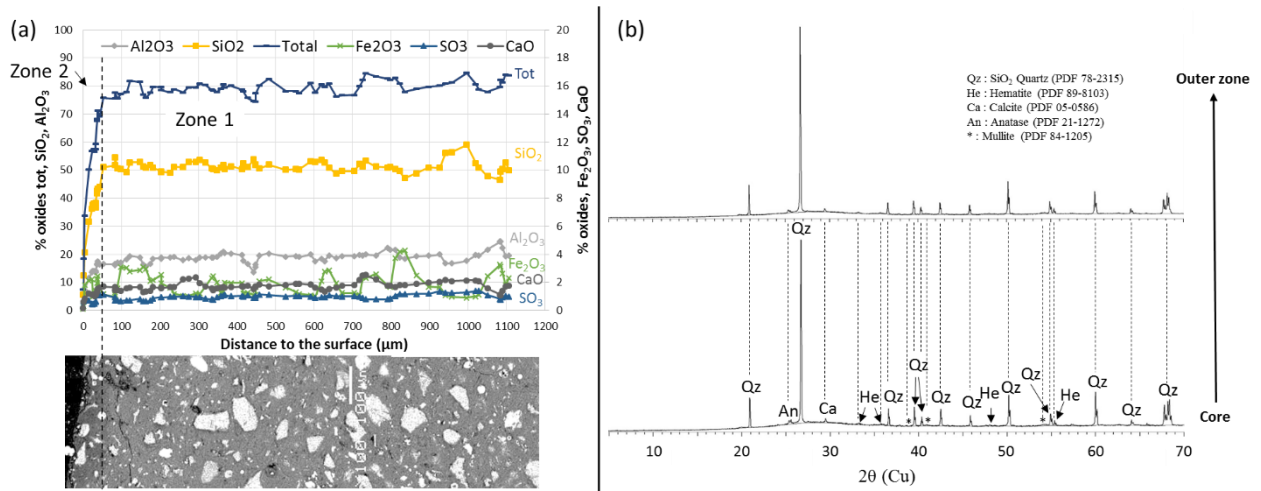 (a)
Al2O3 SiO2 Total Fe2O3 SO3 CaO
% oxides tot, SiO₂, Al₂O₃
100
90
80
70
60
50
40
30
20
10
0
Zone 2
Zone 1
Tot
SiO₂
Al₂O₃
Fe₂O₃
CaO
SO₃
20
18
16
14
12
10
8
6
4
2
0
% oxides, Fe₂O₃, SO₃, CaO
0 100 200 300 400 500 600 700 800 900 1000 1100 1200
Distance to the surface (µm)
(b)
Qz : SiO₂ Quartz (PDF 78-2315)
He : Hematite (PDF 89-8103)
Ca : Calcite (PDF 05-0586)
An : Anatase (PDF 21-1272)
* : Mullite (PDF 84-1205)
Outer zone
Core
Qz
Qz An Ca He * Qz Qz * Qz Qz He Qz Qz * He Qz Qz Qz
10 20 30 40 50 60 70
2θ (Cu)